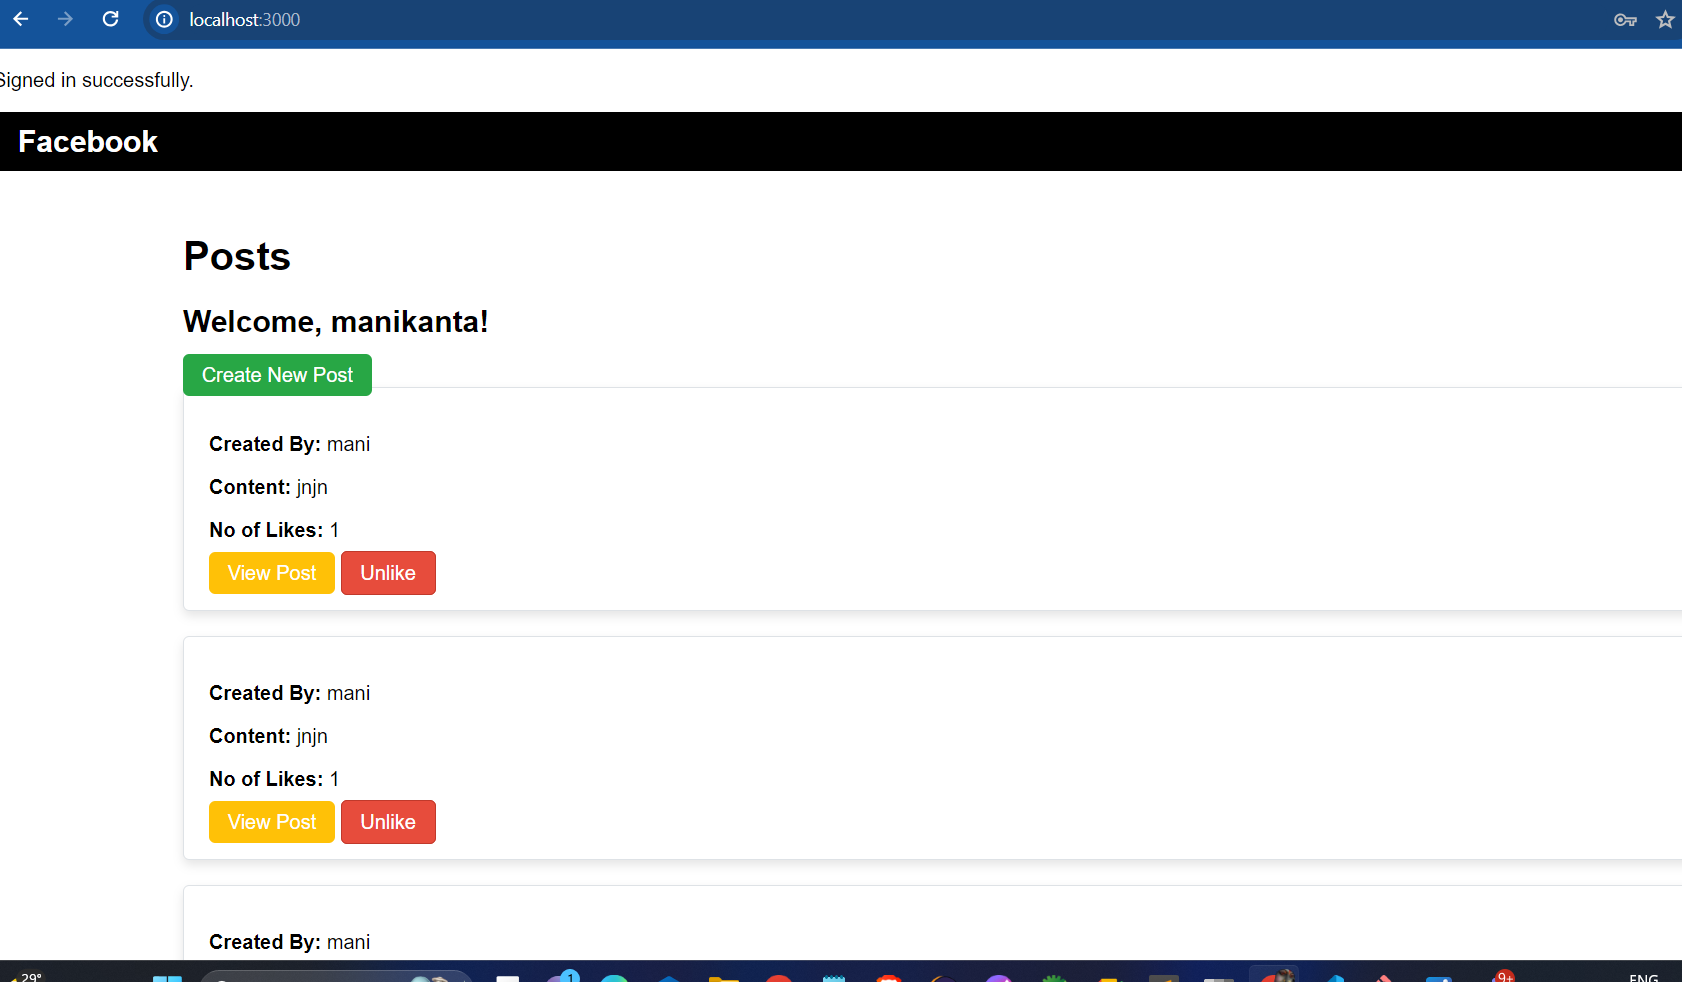 localhost:3000
Signed in successfully.
Facebook
Posts
Welcome, manikanta!
Create New Post
Created By: mani
Content: jnjn
No of Likes: 1
View Post Unlike
Created By: mani
Content: jnjn
No of Likes: 1
View Post Unlike
Created By: mani
29° 1 9+ ENG